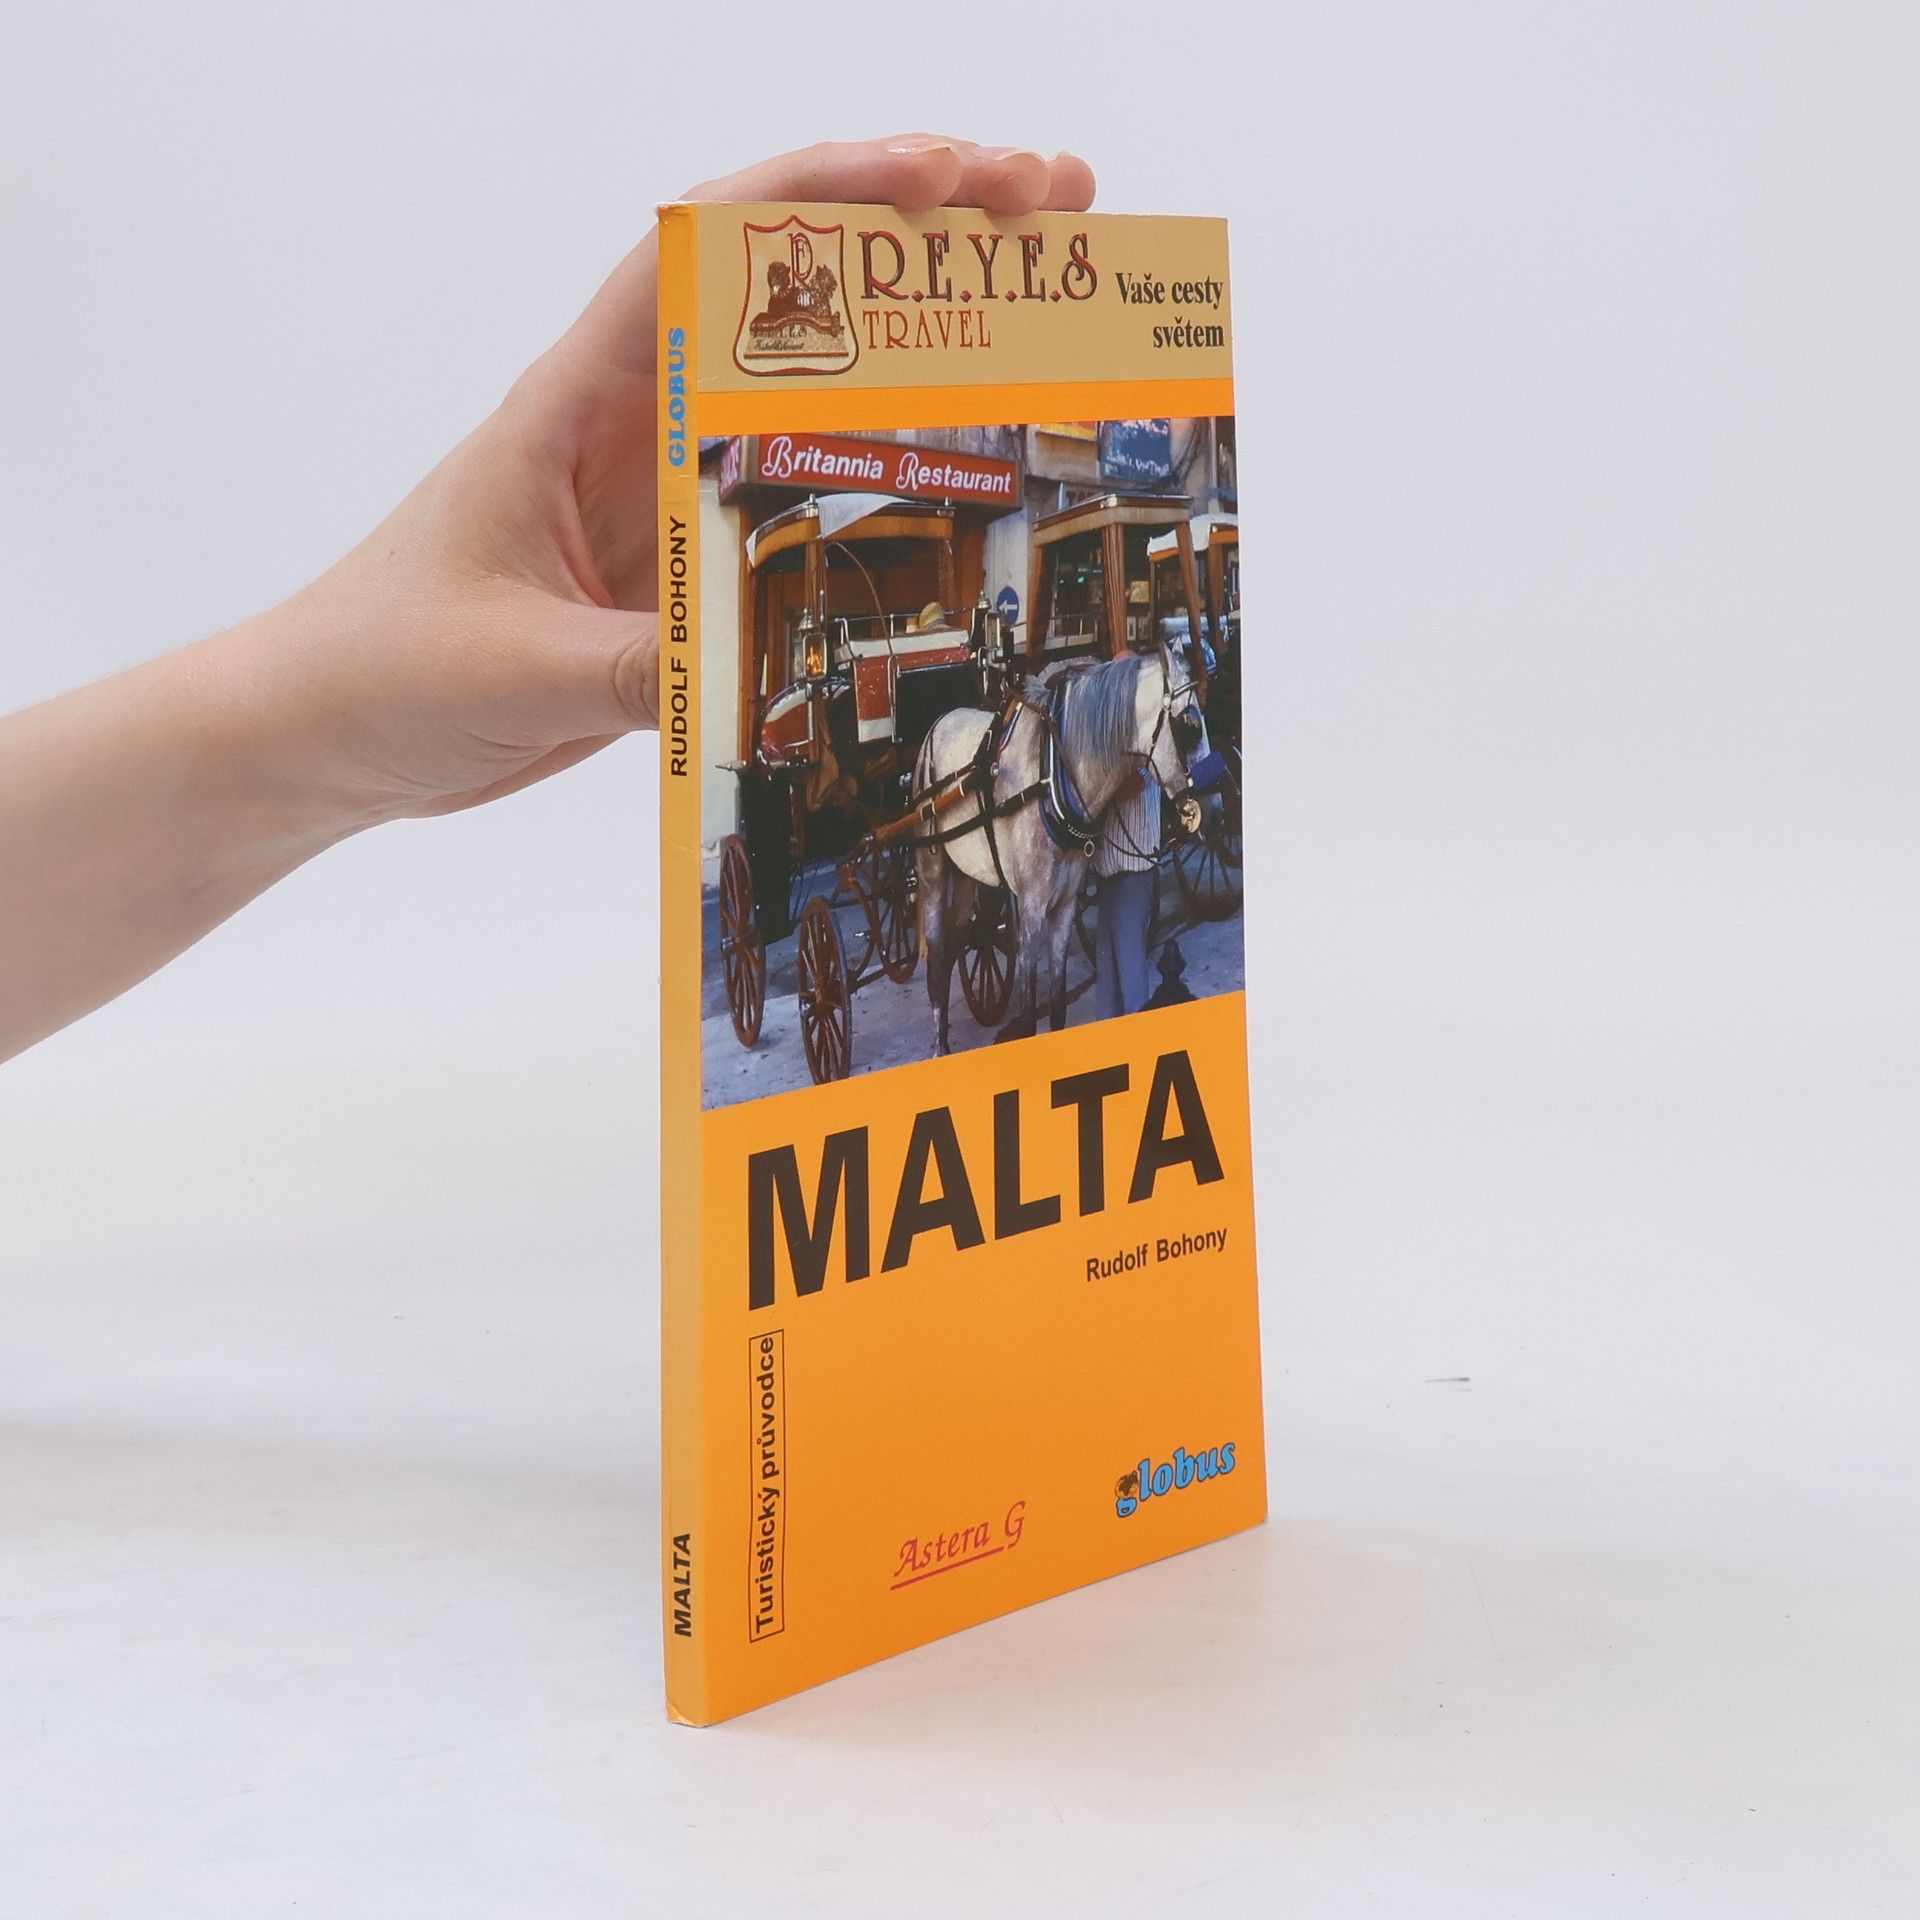 R.E.Y.E.S
TRAVEL
Vaše cesty
světem
Britannia Restaurant
MALTA
Rudolf Bohony
Turistický průvodce
Astera G
globus
MALTA
RUDOLF BOHONY
GLOBUS